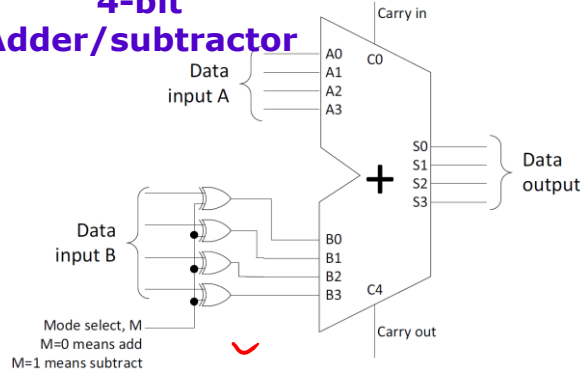 4-bit
Adder/subtractor
Carry in
C0
Data
input A
A0
A1
A2
A3
S0
S1
S2
S3
Data
output
+
Data
input B
B0
B1
B2
B3
C4
Mode select, M
M=0 means add
M=1 means subtract
Carry out